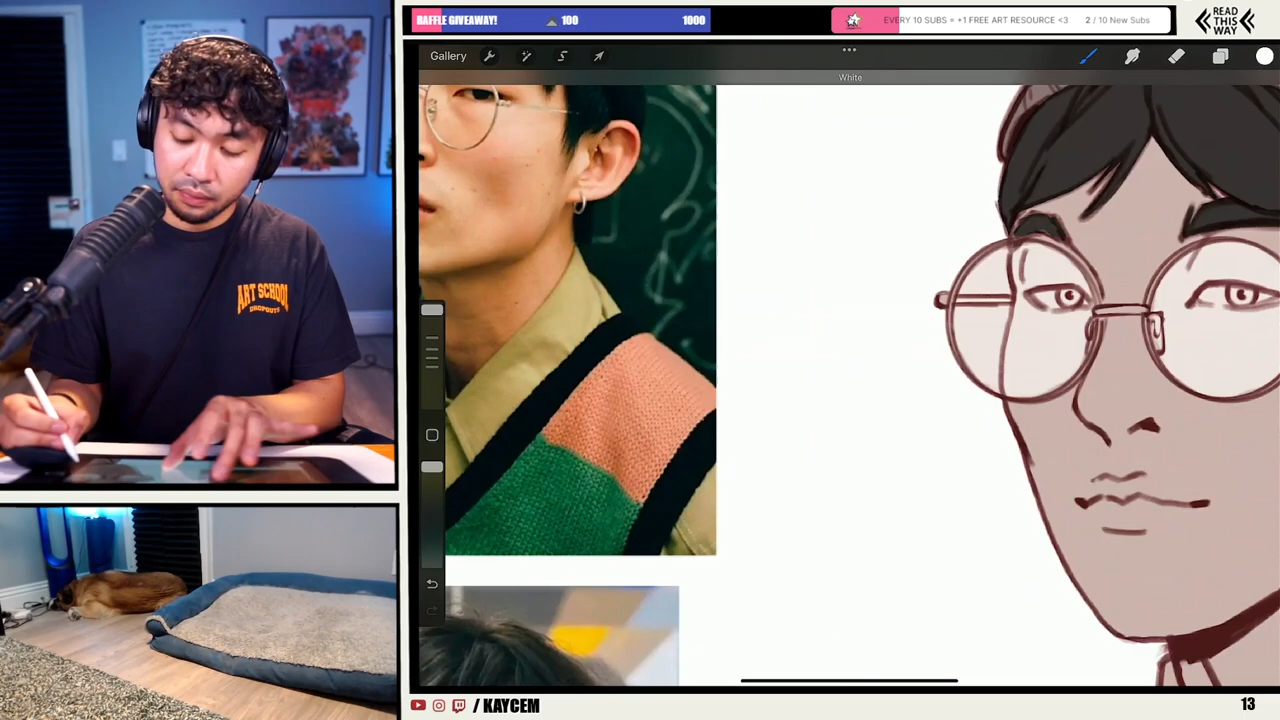 RAFFLE GIVEAWAY!
100
1000
EVERY 10 SUBS = +1 FREE ART RESOURCE <3
2 / 10 New Subs
READ
THIS
WAY
Gallery
White
ART SCHOOL
DROPOUTS
/ KAYCEM
13